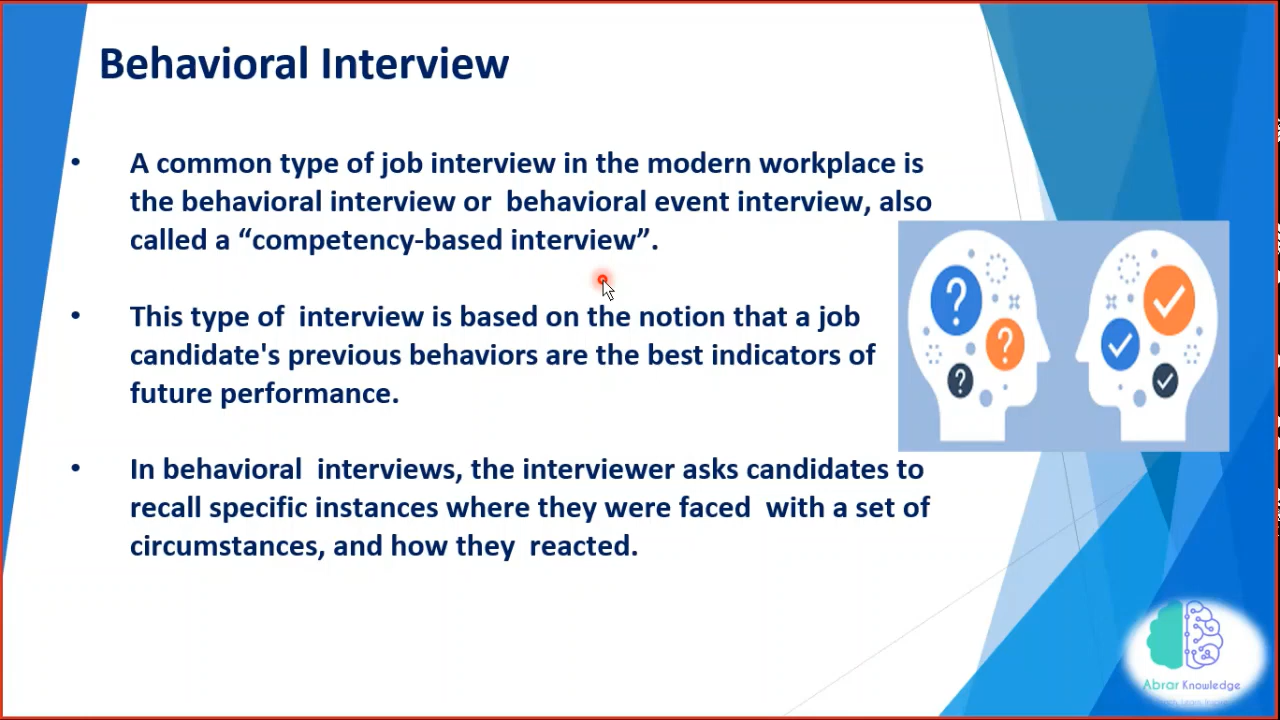 Behavioral Interview
• A common type of job interview in the modern workplace is
the behavioral interview or  behavioral event interview, also
called a “competency-based interview”.
• This type of  interview is based on the notion that a job
candidate's previous behaviors are the best indicators of
future performance.
• In behavioral  interviews, the interviewer asks candidates to
recall specific instances where they were faced  with a set of
circumstances, and how they  reacted.
? ? ?
Abrar Knowledge